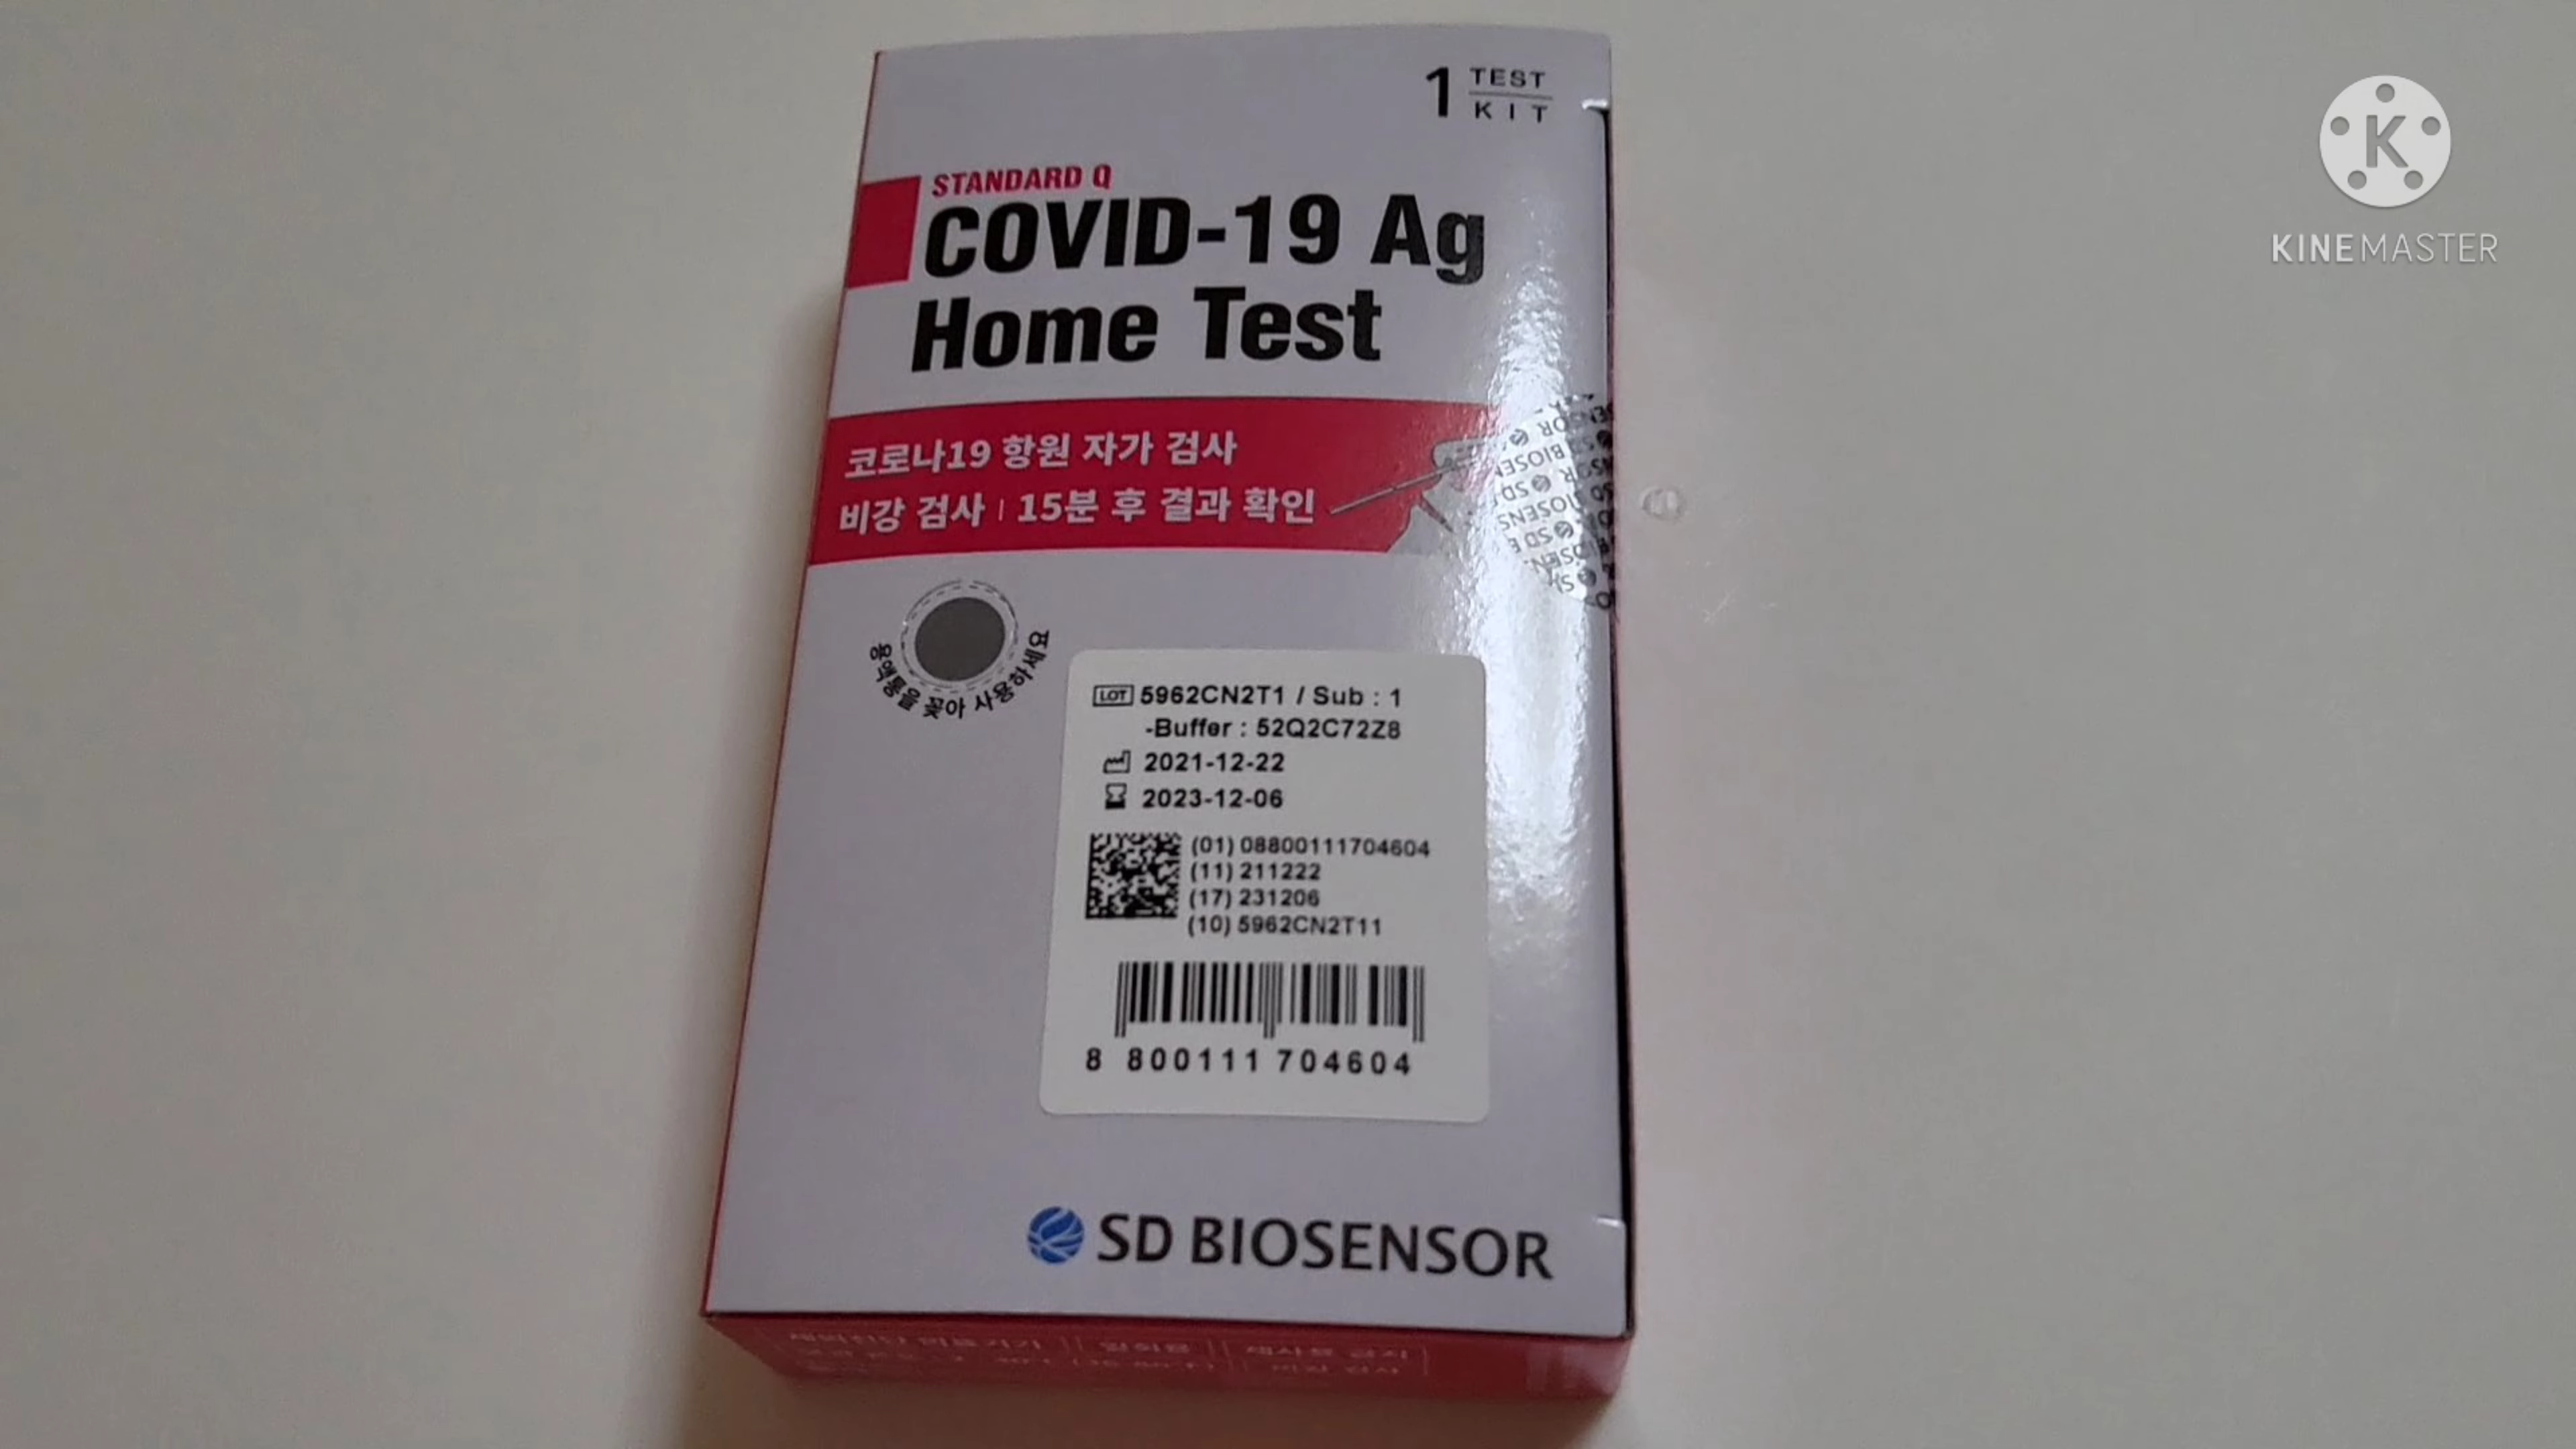 1 TEST
KIT
STANDARD Q
COVID-19 Ag
Home Test
코로나19 항원 자가 검사
비강 검사 | 15분 후 결과 확인
용액통을 꽂아 사용하세요
LOT 5962CN2T1 / Sub : 1
-Buffer : 52Q2C72Z8
2021-12-22
2023-12-06
(01) 08800111704604
(11) 211222
(17) 231206
(10) 5962CN2T11
8 800111 704604
SD BIOSENSOR
K
KINEMASTER